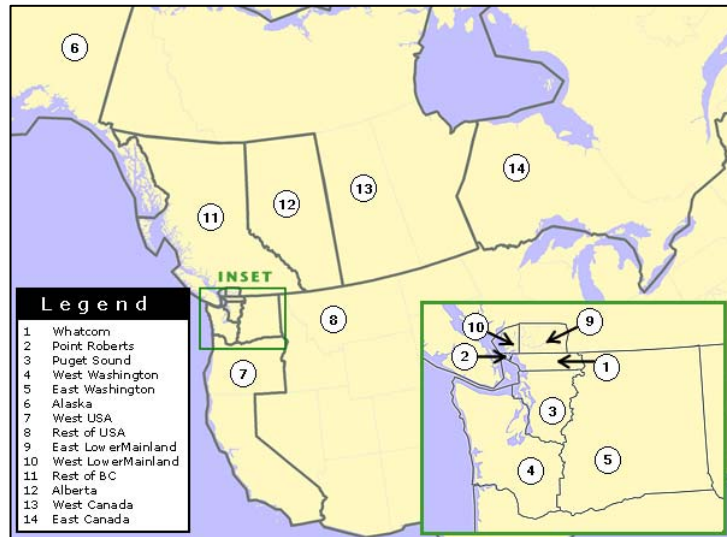 6
14
13
12
11
INSET
8
7
Legend
1 Whatcom
2 Point Roberts
3 Puget Sound
4 West Washington
5 East Washington
6 Alaska
7 West USA
8 Rest of USA
9 East LowerMainland
10 West LowerMainland
11 Rest of BC
12 Alberta
13 West Canada
14 East Canada
10
9
2
1
3
4
5